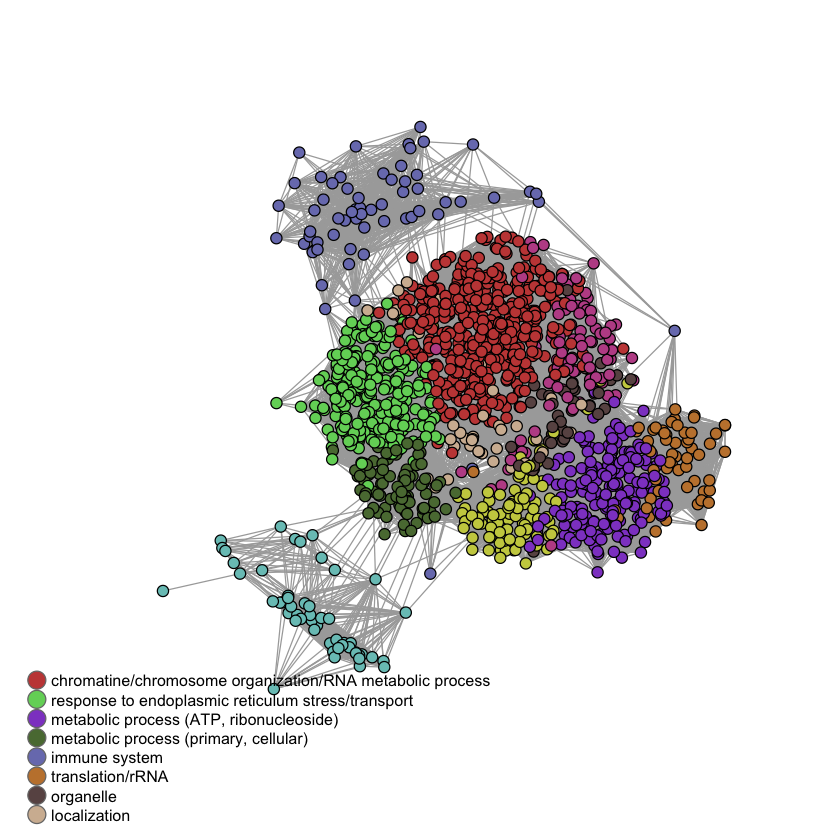 chromatine/chromosome organization/RNA metabolic process
response to endoplasmic reticulum stress/transport
metabolic process (ATP, ribonucleoside)
metabolic process (primary, cellular)
immune system
translation/rRNA
organelle
localization